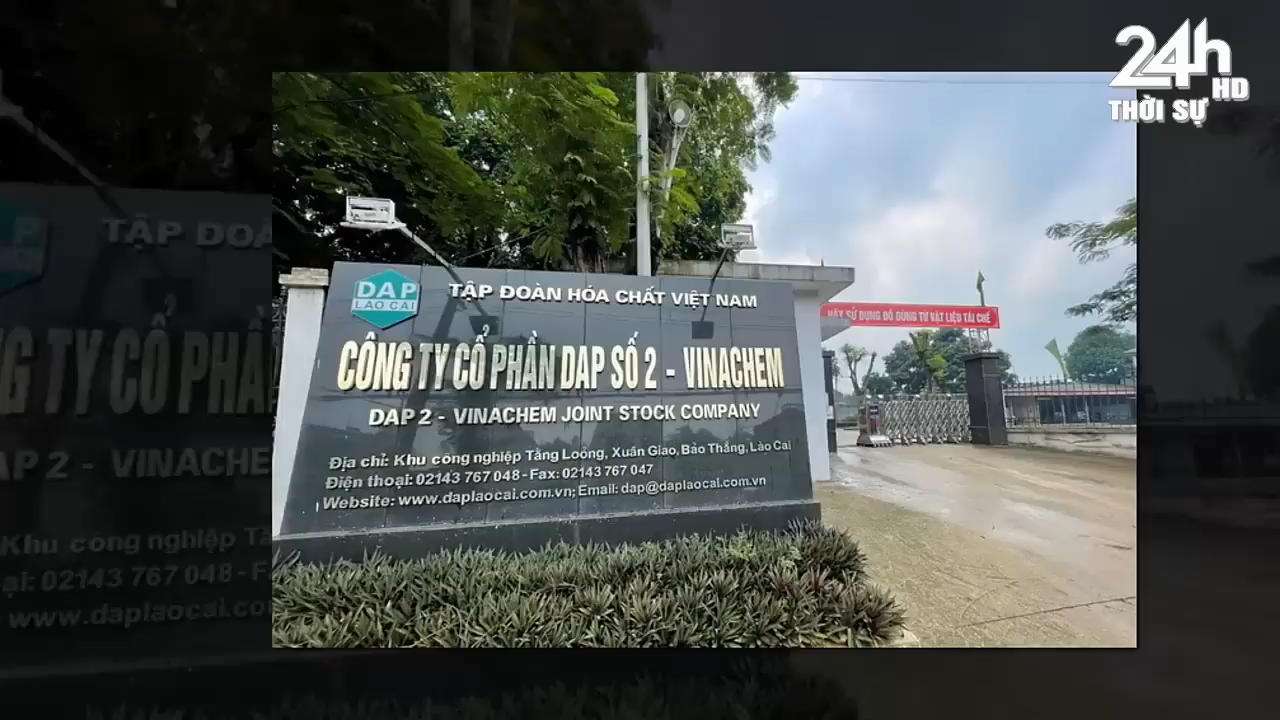 24h
HD
THỜI SỰ
DAP
LAO CAI
TẬP ĐOÀN HÓA CHẤT VIỆT NAM
CÔNG TY CỔ PHẦN DAP SỐ 2 - VINACHEM
DAP 2 - VINACHEM JOINT STOCK COMPANY
Địa chỉ: Khu công nghiệp Tằng Loỏng, Xuân Giao, Bảo Thắng, Lào Cai
Điện thoại: 02143 767 048 - Fax: 02143 767 047
Website: www.daplaocai.com.vn; Email: dap@daplaocai.com.vn
HÃY SỬ DỤNG ĐỒ DÙNG TỪ VẬT LIỆU TÁI CHẾ
TẬP ĐOÀ
G TY CỔ PHẦ
AP 2 - VINACHE
Khu công nghiệp Tằ
ại: 02143 767 048 - F
www.daplaocai.co